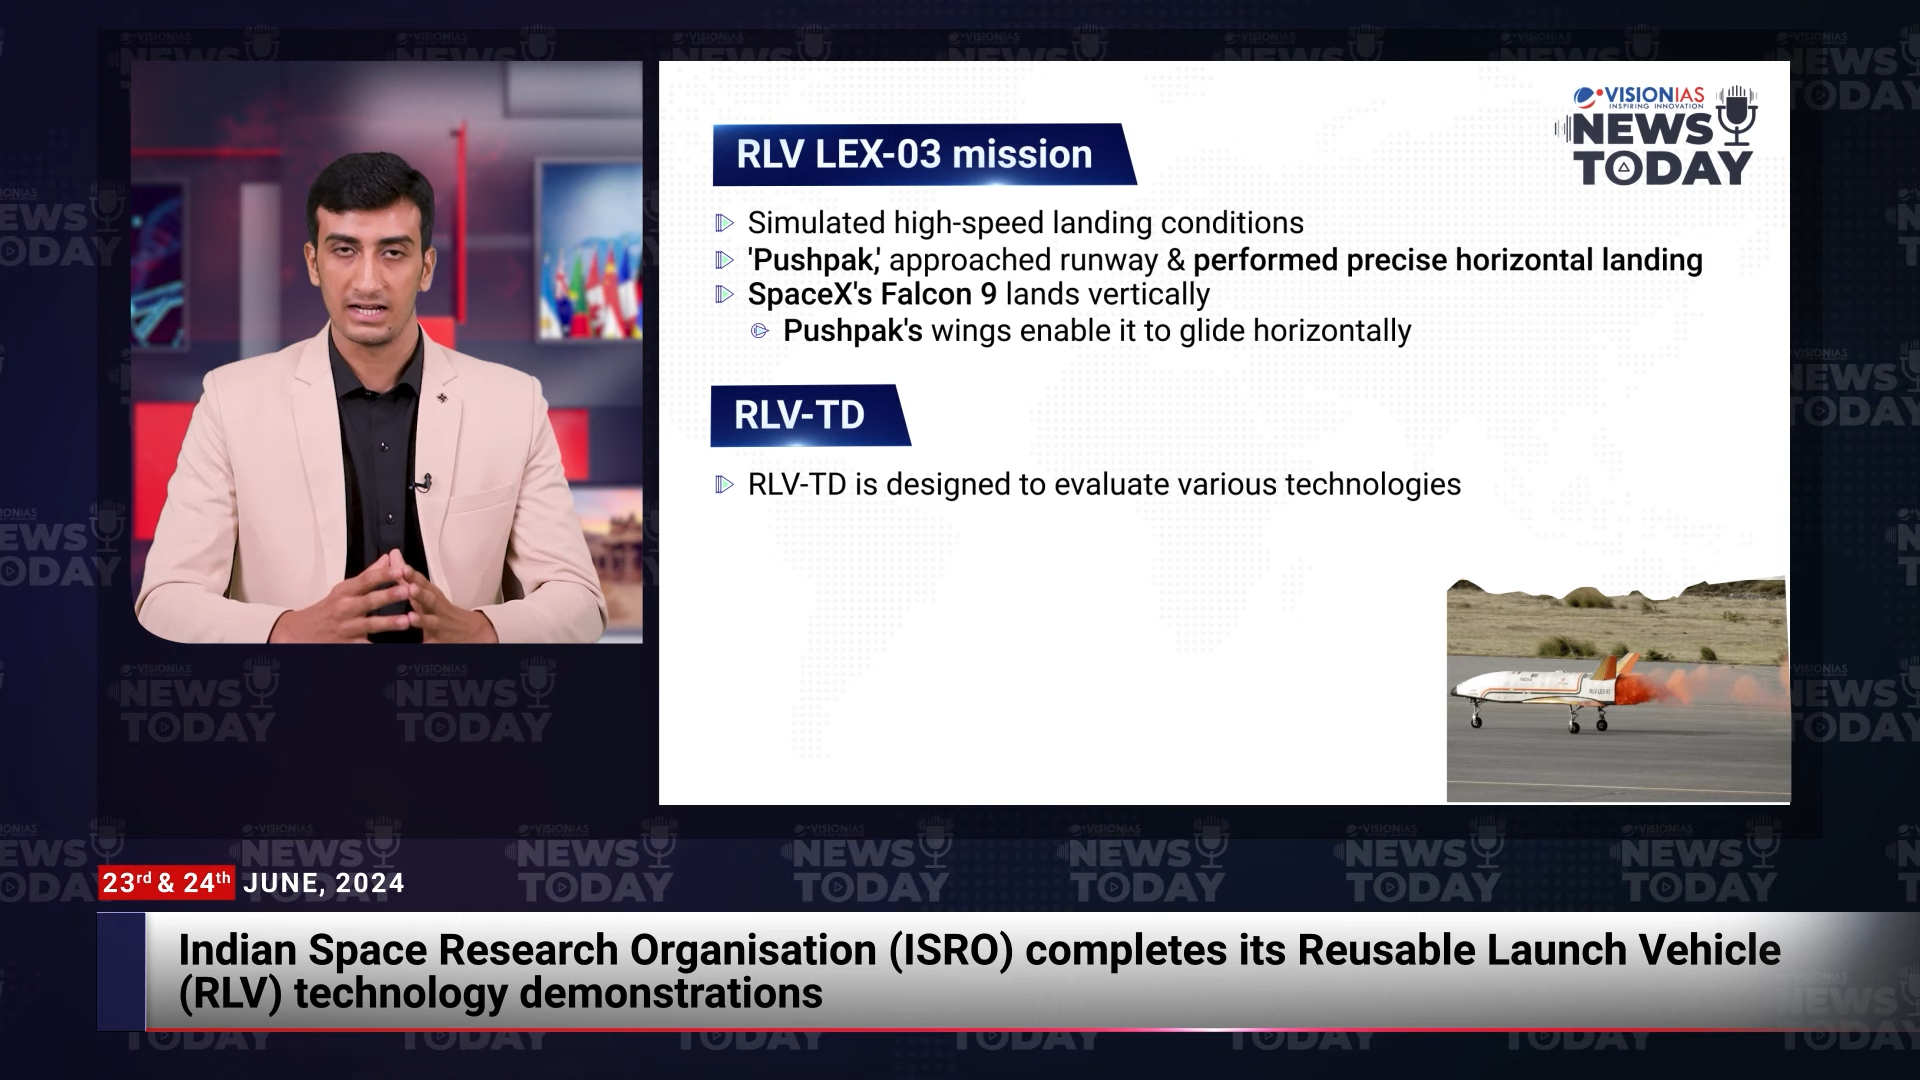 VISIONIAS
INSPIRING INNOVATION
NEWS
TODAY
RLV LEX-03 mission
Simulated high-speed landing conditions
'Pushpak,' approached runway & performed precise horizontal landing
SpaceX's Falcon 9 lands vertically
Pushpak's wings enable it to glide horizontally
RLV-TD
RLV-TD is designed to evaluate various technologies
RLV LEX 03
23rd & 24th JUNE, 2024
Indian Space Research Organisation (ISRO) completes its Reusable Launch Vehicle
(RLV) technology demonstrations